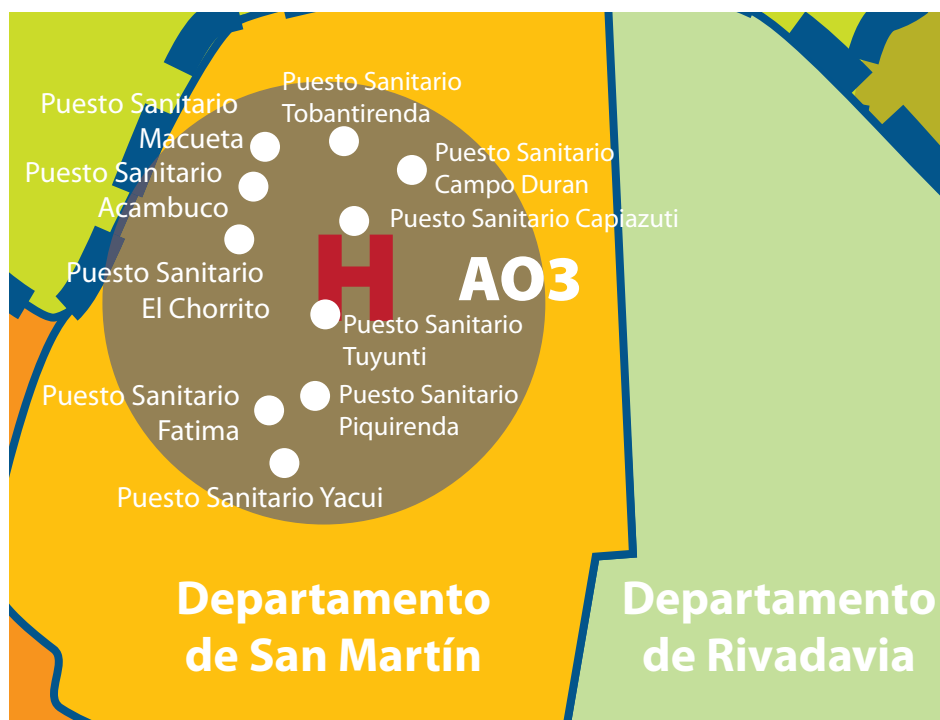 Puesto Sanitario
Tobantirenda
Puesto Sanitario
Macueta
Puesto Sanitario
Campo Duran
Puesto Sanitario
Acambuco
Puesto Sanitario Capiazuti
H
AO3
Puesto Sanitario
El Chorrito
Puesto Sanitario
Tuyunti
Puesto Sanitario
Fatima
Puesto Sanitario
Piquirenda
Puesto Sanitario Yacui
Departamento
de San Martín
Departamento
de Rivadavia